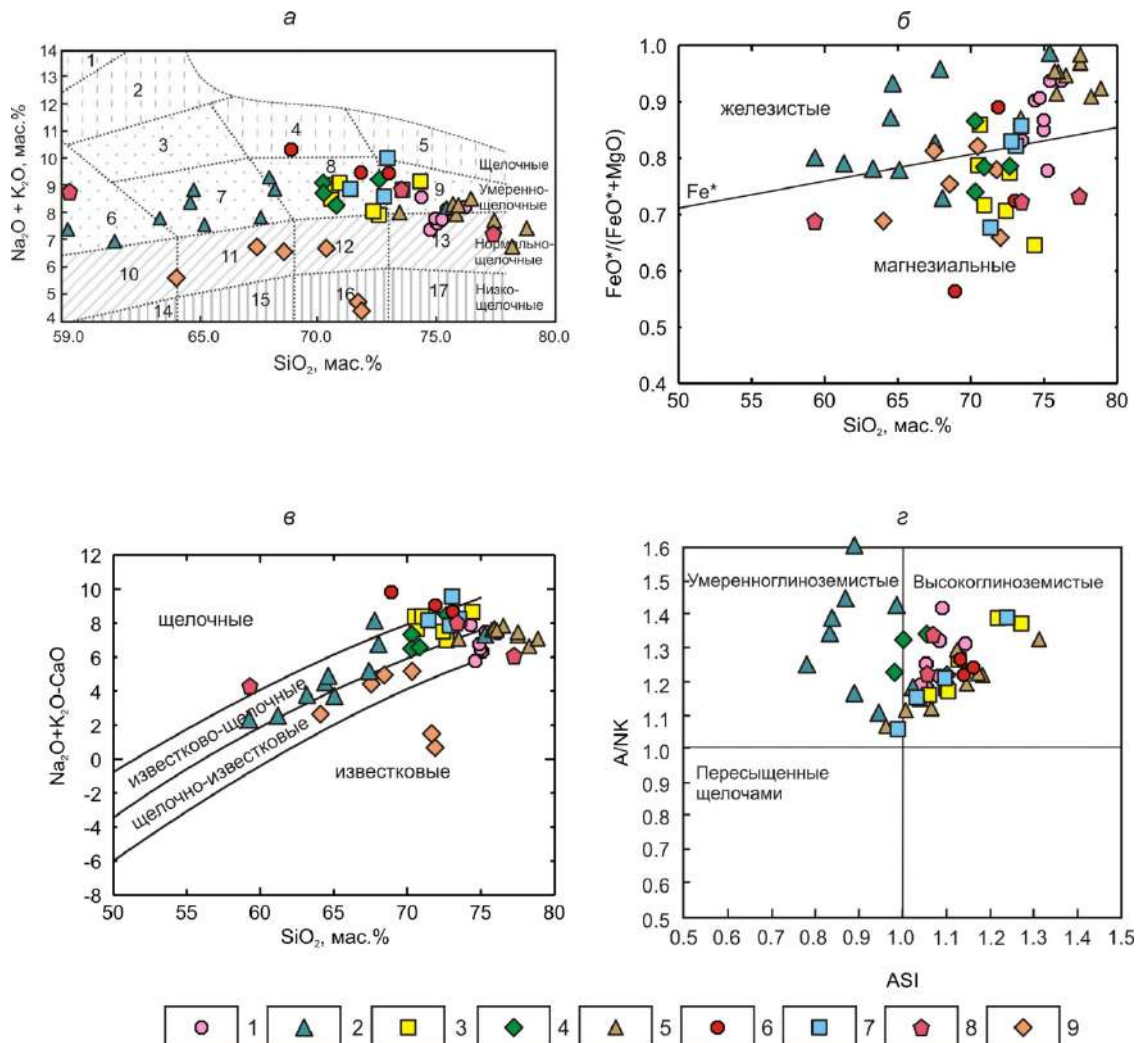 а
Na₂O + K₂O, мас.%
14
13
12
11
10
9
8
7
6
5
4
1
2
3
4
5
6
7
8
9
10
11
12
13
14
15
16
17
Щелочные
Умеренно-
щелочные
Нормально-
щелочные
Низко-
щелочные
59.0 65.0 70.0 75.0 80.0
SiO₂, мас.%
б
FeO*/(FeO*+MgO)
1.0
0.9
0.8
0.7
0.6
0.5
0.4
железистые
Fe*
магнезиальные
50 55 60 65 70 75 80
SiO₂, мас.%
в
Na₂O+K₂O-CaO
12
10
8
6
4
2
0
-2
-4
-6
-8
щелочные
известково-щелочные
щелочно-известковые
известковые
50 55 60 65 70 75 80
SiO₂, мас.%
г
A/NK
1.6
1.5
1.4
1.3
1.2
1.1
1.0
0.9
0.8
0.7
0.6
0.5
Умеренноглиноземистые
Высокоглиноземистые
Пересыщенные
щелочами
0.5 0.6 0.7 0.8 0.9 1.0 1.1 1.2 1.3 1.4 1.5
ASI
1 2 3 4 5 6 7 8 9